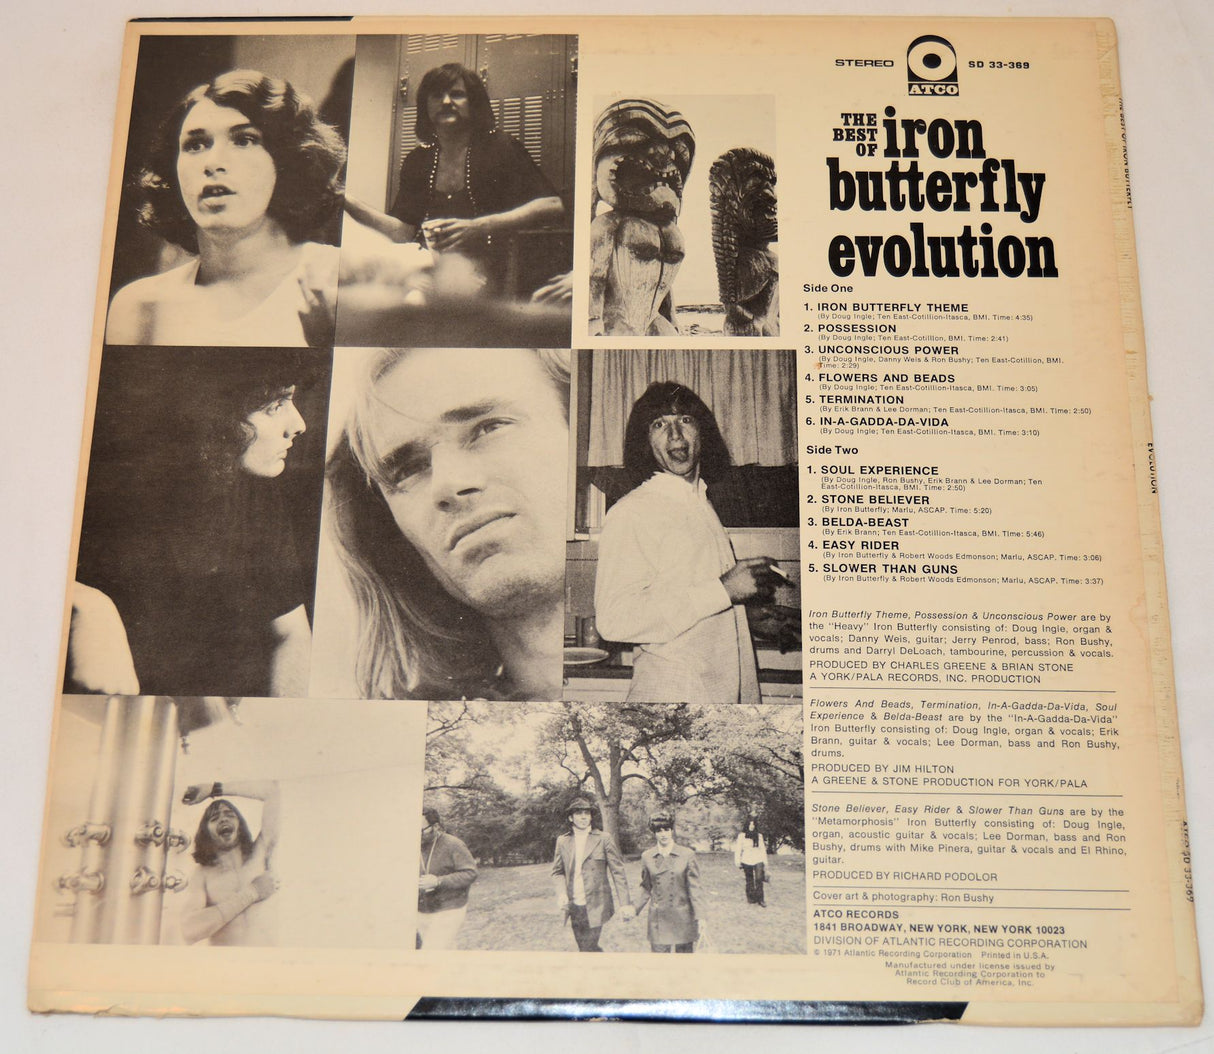 STEREO ATCO SD 33-369
THE
BEST
OF
iron
butterfly
evolution
Side One
1. IRON BUTTERFLY THEME
(By Doug Ingle; Ten East-Cotillion-Itasca, BMI. Time: 4:35)
2. POSSESSION
(By Doug Ingle; Ten East-Cotillion, BMI. Time: 2:41)
3. UNCONSCIOUS POWER
(By Doug Ingle, Danny Weis & Ron Bushy; Ten East-Cotillion, BMI.
Time: 2:29)
4. FLOWERS AND BEADS
(By Doug Ingle; Ten East-Cotillion-Itasca, BMI. Time: 3:05)
5. TERMINATION
(By Erik Brann & Lee Dorman; Ten East-Cotillion-Itasca, BMI. Time: 2:50)
6. IN-A-GADDA-DA-VIDA
(By Doug Ingle; Ten East-Cotillion-Itasca, BMI. Time: 3:10)
Side Two
1. SOUL EXPERIENCE
(By Doug Ingle, Ron Bushy, Erik Brann & Lee Dorman; Ten
East-Cotillion-Itasca, BMI. Time: 2:50)
2. STONE BELIEVER
(By Iron Butterfly; Marlu, ASCAP. Time: 5:20)
3. BELDA-BEAST
(By Erik Brann; Ten East-Cotillion-Itasca, BMI. Time: 5:46)
4. EASY RIDER
(By Iron Butterfly & Robert Woods Edmonson; Marlu, ASCAP. Time: 3:06)
5. SLOWER THAN GUNS
(By Iron Butterfly & Robert Woods Edmonson; Marlu, ASCAP. Time: 3:37)
Iron Butterfly Theme, Possession & Unconscious Power are by
the "Heavy" Iron Butterfly consisting of: Doug Ingle, organ &
vocals; Danny Weis, guitar; Jerry Penrod, bass; Ron Bushy,
drums and Darryl DeLoach, tambourine, percussion & vocals.
PRODUCED BY CHARLES GREENE & BRIAN STONE
A YORK/PALA RECORDS, INC. PRODUCTION
Flowers And Beads, Termination, In-A-Gadda-Da-Vida, Soul
Experience & Belda-Beast are by the "In-A-Gadda-Da-Vida"
Iron Butterfly consisting of: Doug Ingle, organ & vocals; Erik
Brann, guitar & vocals; Lee Dorman, bass and Ron Bushy,
drums.
PRODUCED BY JIM HILTON
A GREENE & STONE PRODUCTION FOR YORK/PALA
Stone Believer, Easy Rider & Slower Than Guns are by the
"Metamorphosis" Iron Butterfly consisting of: Doug Ingle,
organ, acoustic guitar & vocals; Lee Dorman, bass and Ron
Bushy, drums with Mike Pinera, guitar & vocals and El Rhino,
guitar.
PRODUCED BY RICHARD PODOLOR
Cover art & photography: Ron Bushy
ATCO RECORDS
1841 BROADWAY, NEW YORK, NEW YORK 10023
DIVISION OF ATLANTIC RECORDING CORPORATION
© 1971 Atlantic Recording Corporation Printed in U.S.A.
Manufactured under license issued by
Atlantic Recording Corporation to
Record Club of America, Inc.
THE BEST OF IRON BUTTERFLY
EVOLUTION
ATCO SD 33-369